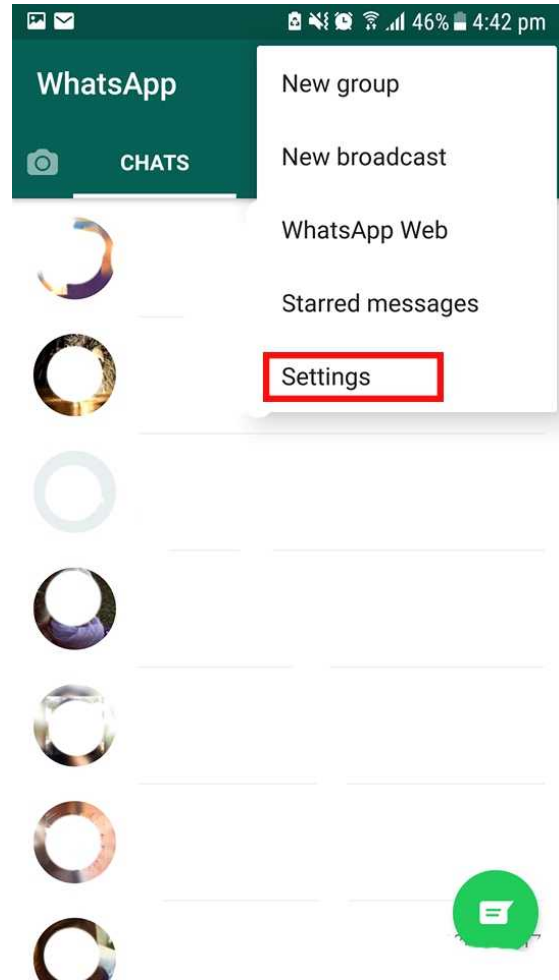 46% 4:42 pm
WhatsApp
CHATS
New group
New broadcast
WhatsApp Web
Starred messages
Settings